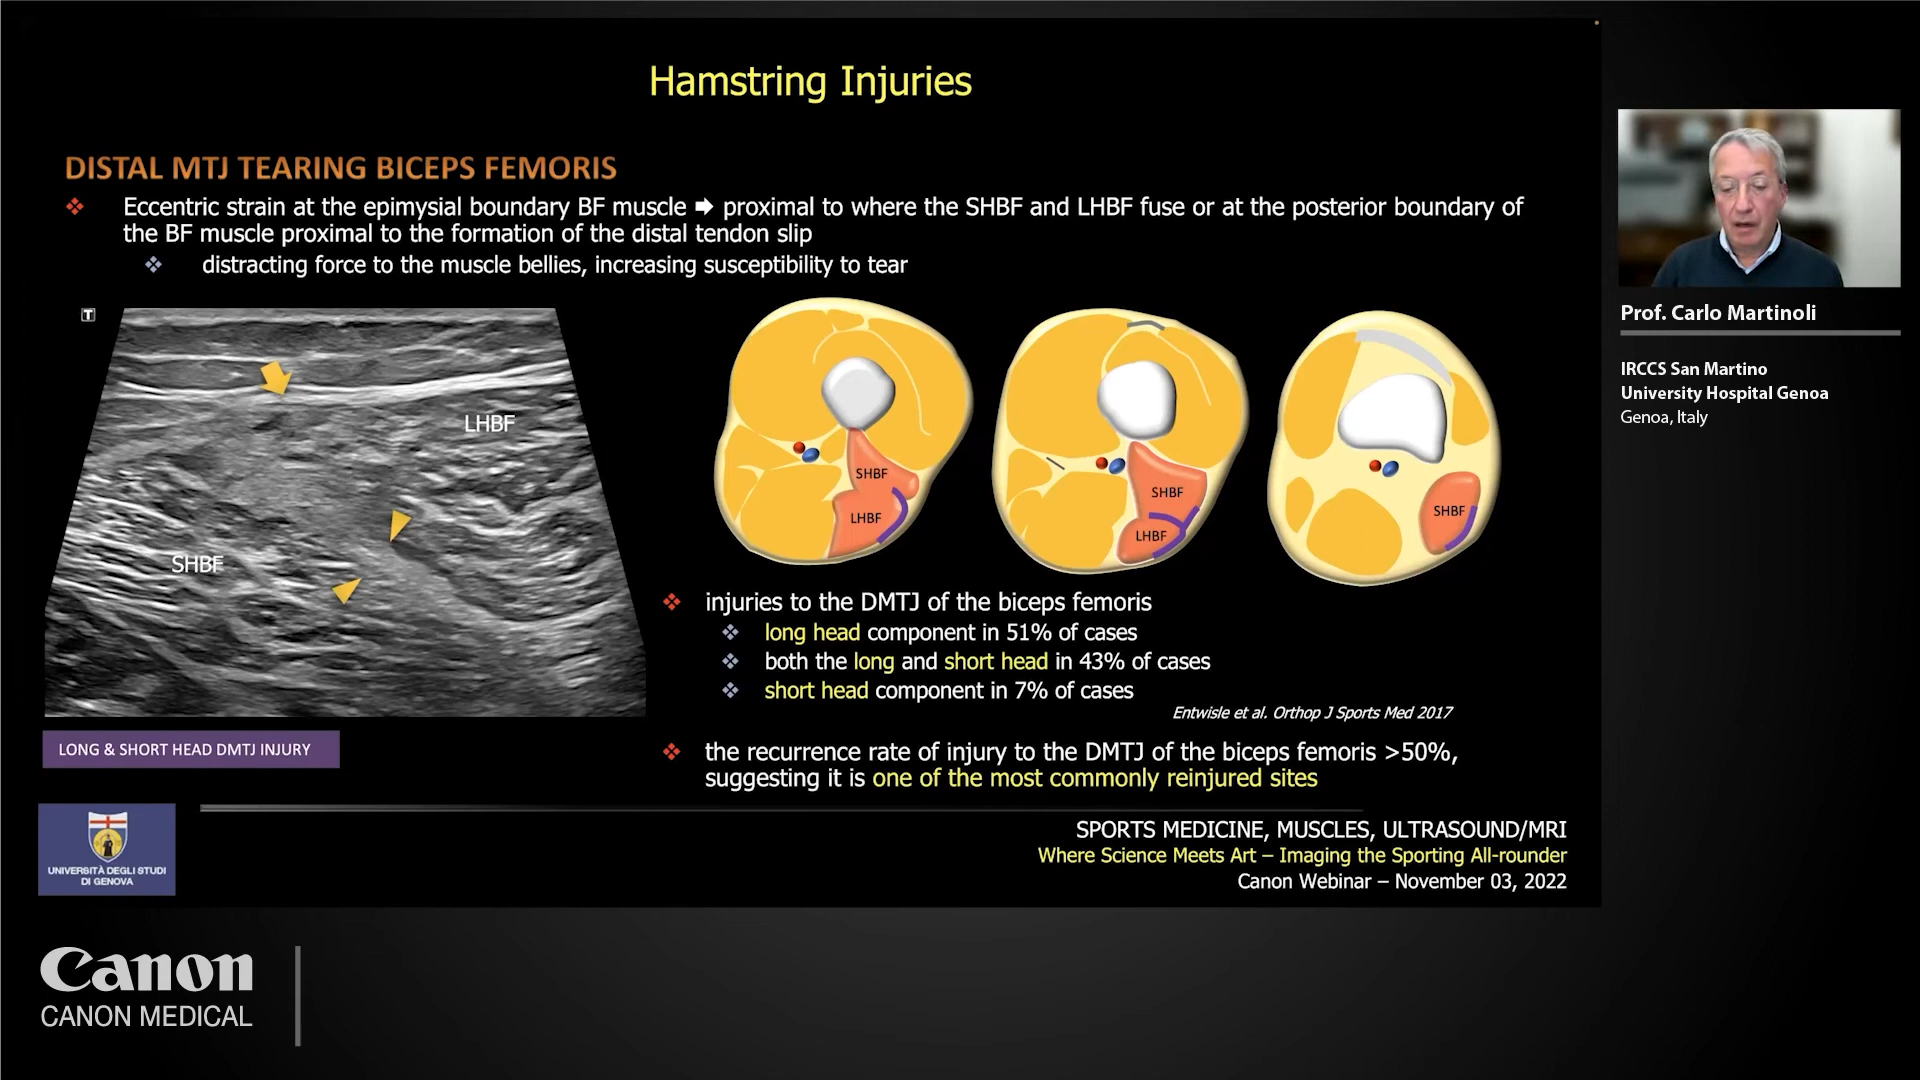 Hamstring Injuries
DISTAL MTJ TEARING BICEPS FEMORIS
Eccentric strain at the epimysial boundary BF muscle ➡ proximal to where the SHBF and LHBF fuse or at the posterior boundary of
the BF muscle proximal to the formation of the distal tendon slip
distracting force to the muscle bellies, increasing susceptibility to tear
T
LHBF
SHBF
SHBF
LHBF
SHBF
LHBF
SHBF
injuries to the DMTJ of the biceps femoris
long head component in 51% of cases
both the long and short head in 43% of cases
short head component in 7% of cases
Entwisle et al. Orthop J Sports Med 2017
LONG & SHORT HEAD DMTJ INJURY
the recurrence rate of injury to the DMTJ of the biceps femoris >50%,
suggesting it is one of the most commonly reinjured sites
UNIVERSITÀ DEGLI STUDI
DI GENOVA
SPORTS MEDICINE, MUSCLES, ULTRASOUND/MRI
Where Science Meets Art – Imaging the Sporting All-rounder
Canon Webinar – November 03, 2022
Prof. Carlo Martinoli
IRCCS San Martino
University Hospital Genoa
Genoa, Italy
Canon
CANON MEDICAL